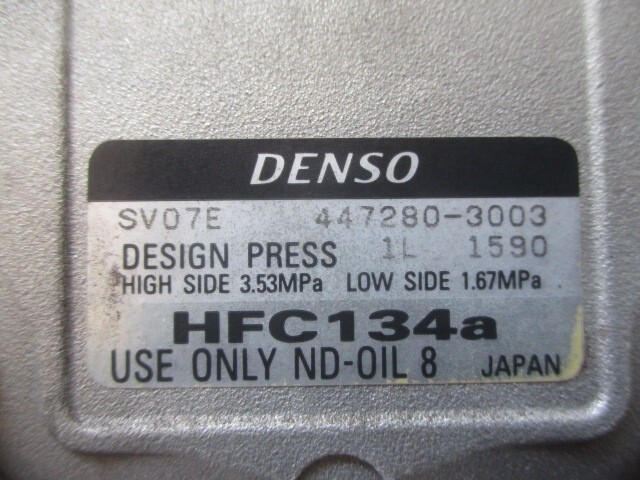 DENSO
SV07E 447280-3003
DESIGN PRESS 1L 1590
HIGH SIDE 3.53MPa LOW SIDE 1.67MPa
HFC134a
USE ONLY ND-OIL 8 JAPAN